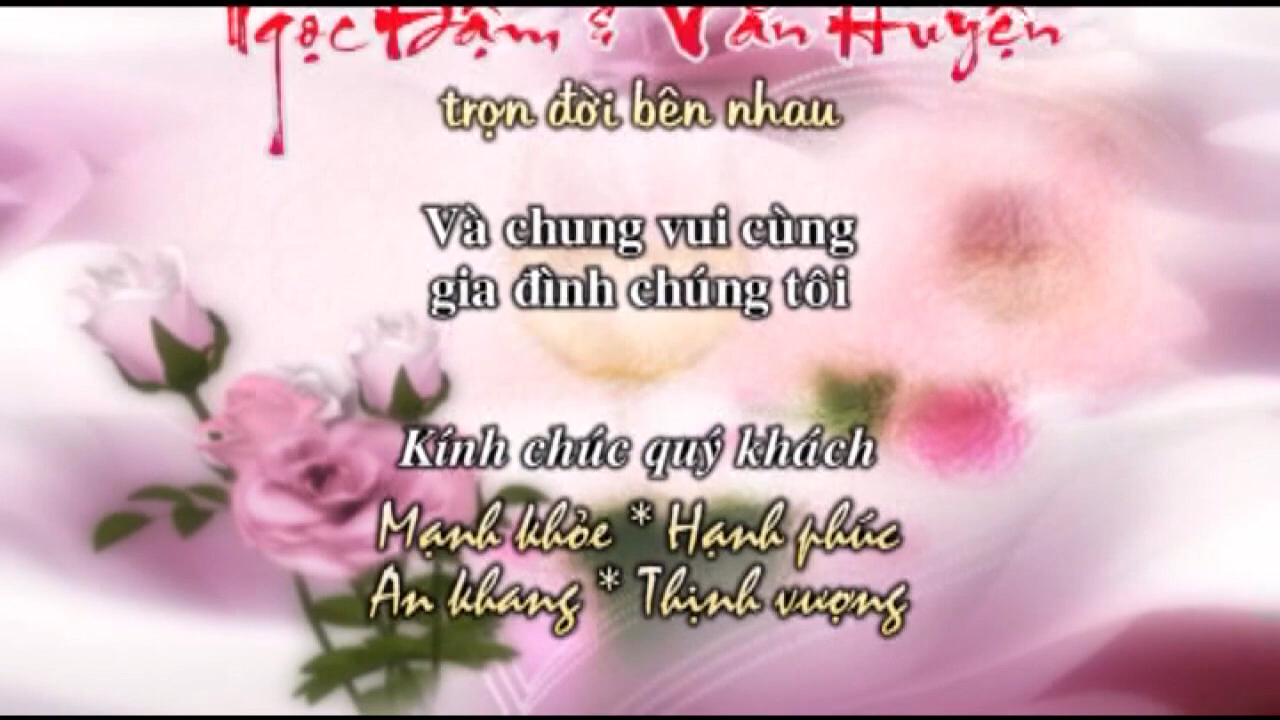 Ngọc Đậm & Văn Huyện
trọn đời bên nhau
Và chung vui cùng
gia đình chúng tôi
Kính chúc quý khách
Mạnh khỏe * Hạnh phúc
An khang * Thịnh vượng